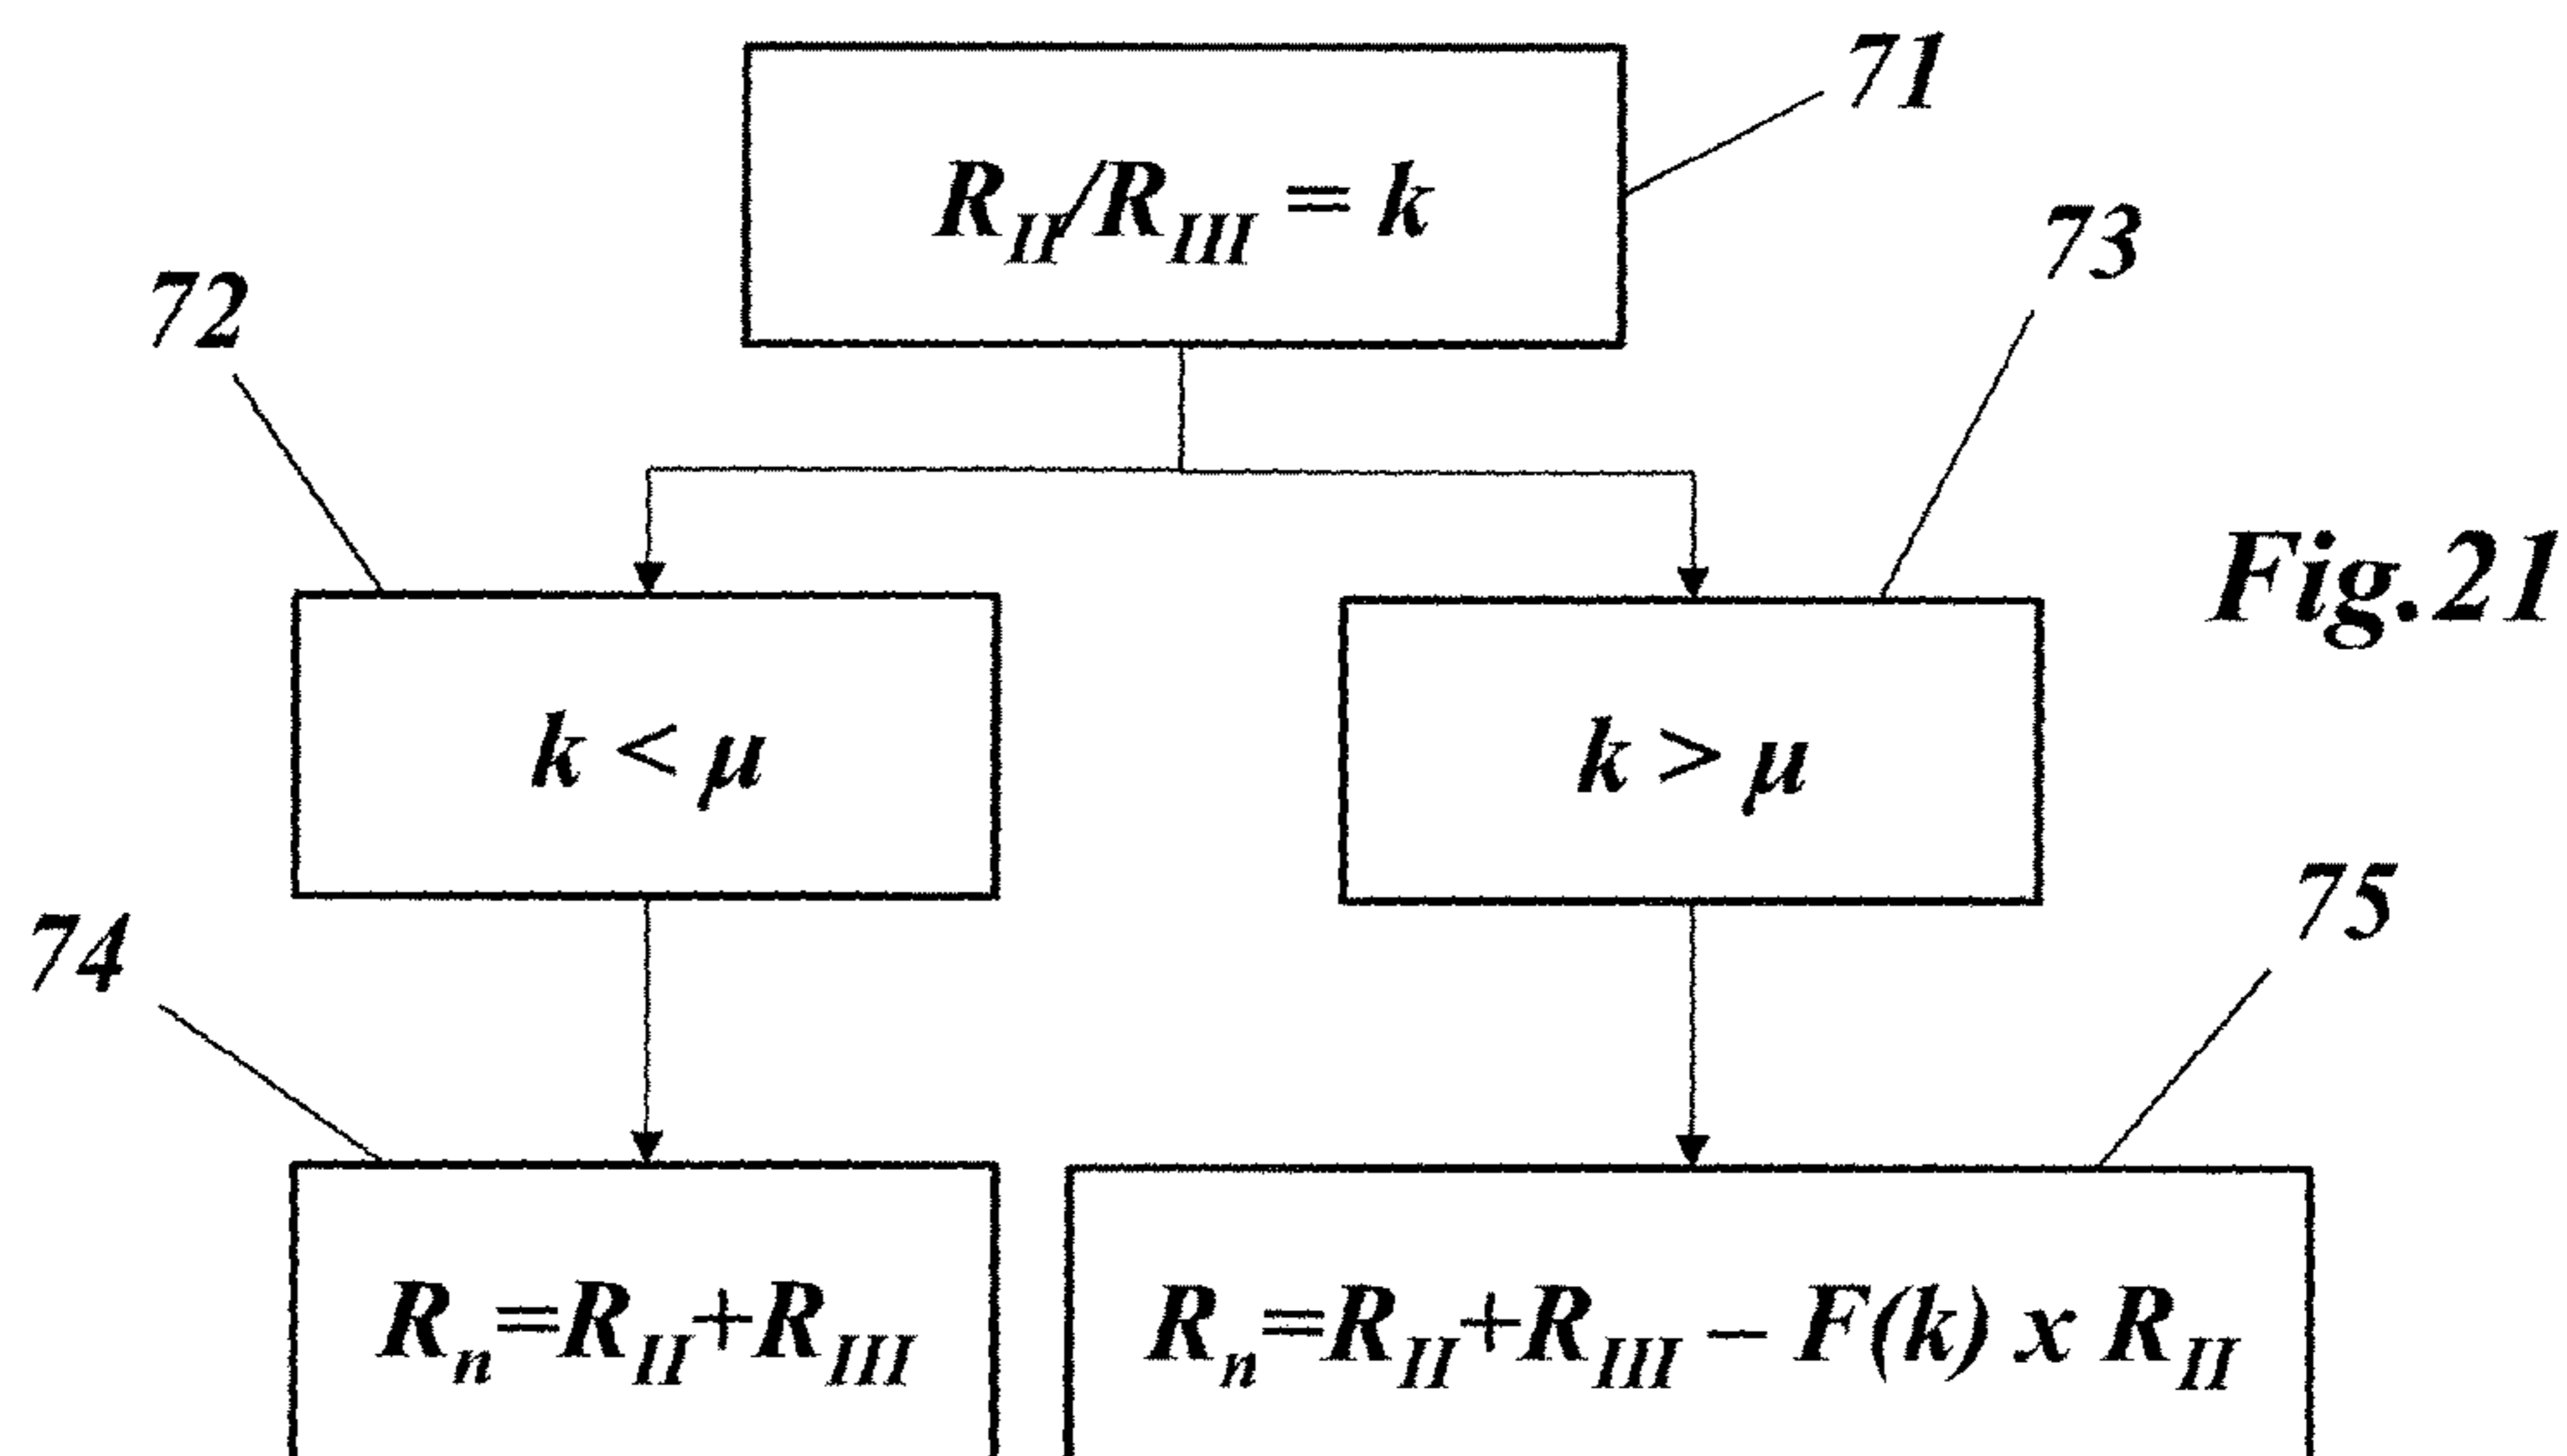 71
R_II/R_III = k
73
72
Fig.21
k < μ
k > μ
75
74
R_n=R_II+R_III
R_n=R_II+R_III – F(k) x R_II